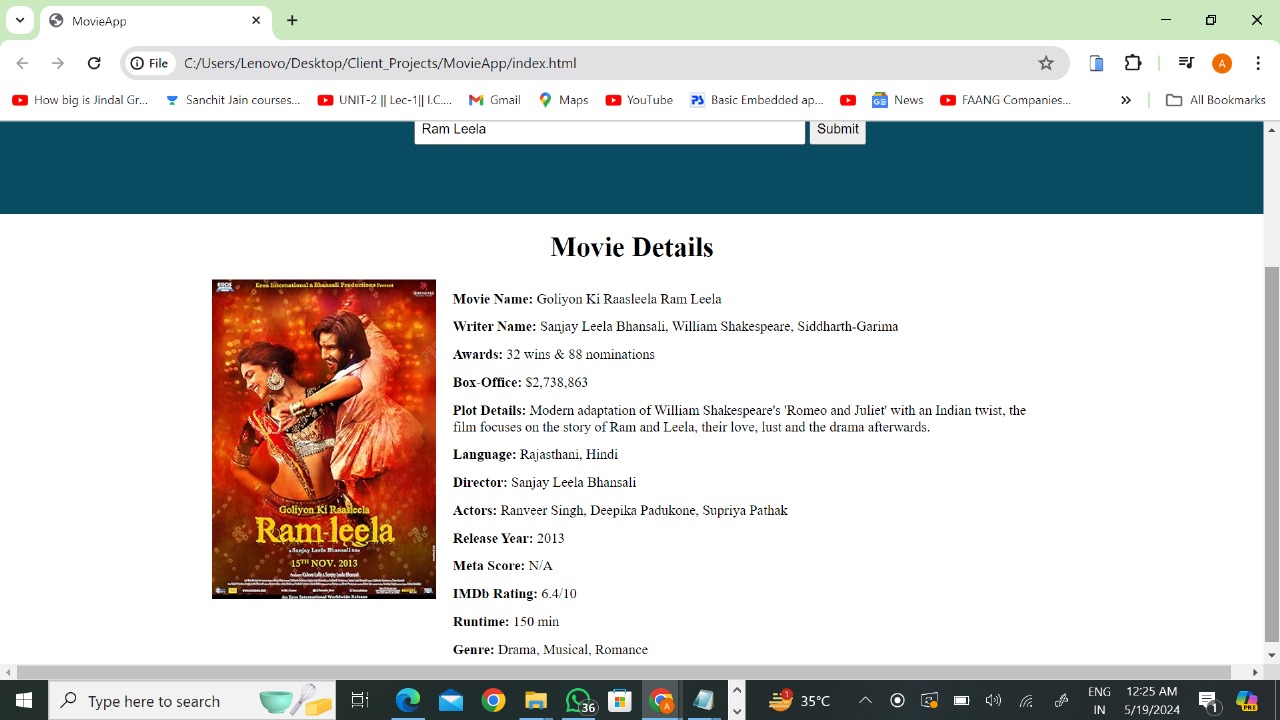 MovieApp
File
C:/Users/Lenovo/Desktop/Client_Projects/MovieApp/index.html
A
How big is Jindal Gr...
Sanchit Jain courses...
UNIT-2 || Lec-1|| I.C....
Gmail
Maps
YouTube
Basic Embedded ap...
News
FAANG Companies...
All Bookmarks
Ram Leela
Submit
Movie Details
Eros International & Bhansali Productions Present
EROS
Goliyon Ki Raasleela
Ram-leela
a Sanjay Leela Bhansali film
15TH NOV. 2013
An Eros International Worldwide Release
Movie Name: Goliyon Ki Raasleela Ram Leela
Writer Name: Sanjay Leela Bhansali, William Shakespeare, Siddharth-Garima
Awards: 32 wins & 88 nominations
Box-Office: $2,738,863
Plot Details: Modern adaptation of William Shakespeare's 'Romeo and Juliet' with an Indian twist, the
film focuses on the story of Ram and Leela, their love, lust and the drama afterwards.
Language: Rajasthani, Hindi
Director: Sanjay Leela Bhansali
Actors: Ranveer Singh, Deepika Padukone, Supriya Pathak
Release Year: 2013
Meta Score: N/A
IMDb Rating: 6.4/10
Runtime: 150 min
Genre: Drama, Musical, Romance
Type here to search
36
A
1
35°C
ENG
IN
12:25 AM
5/19/2024
1
PRE